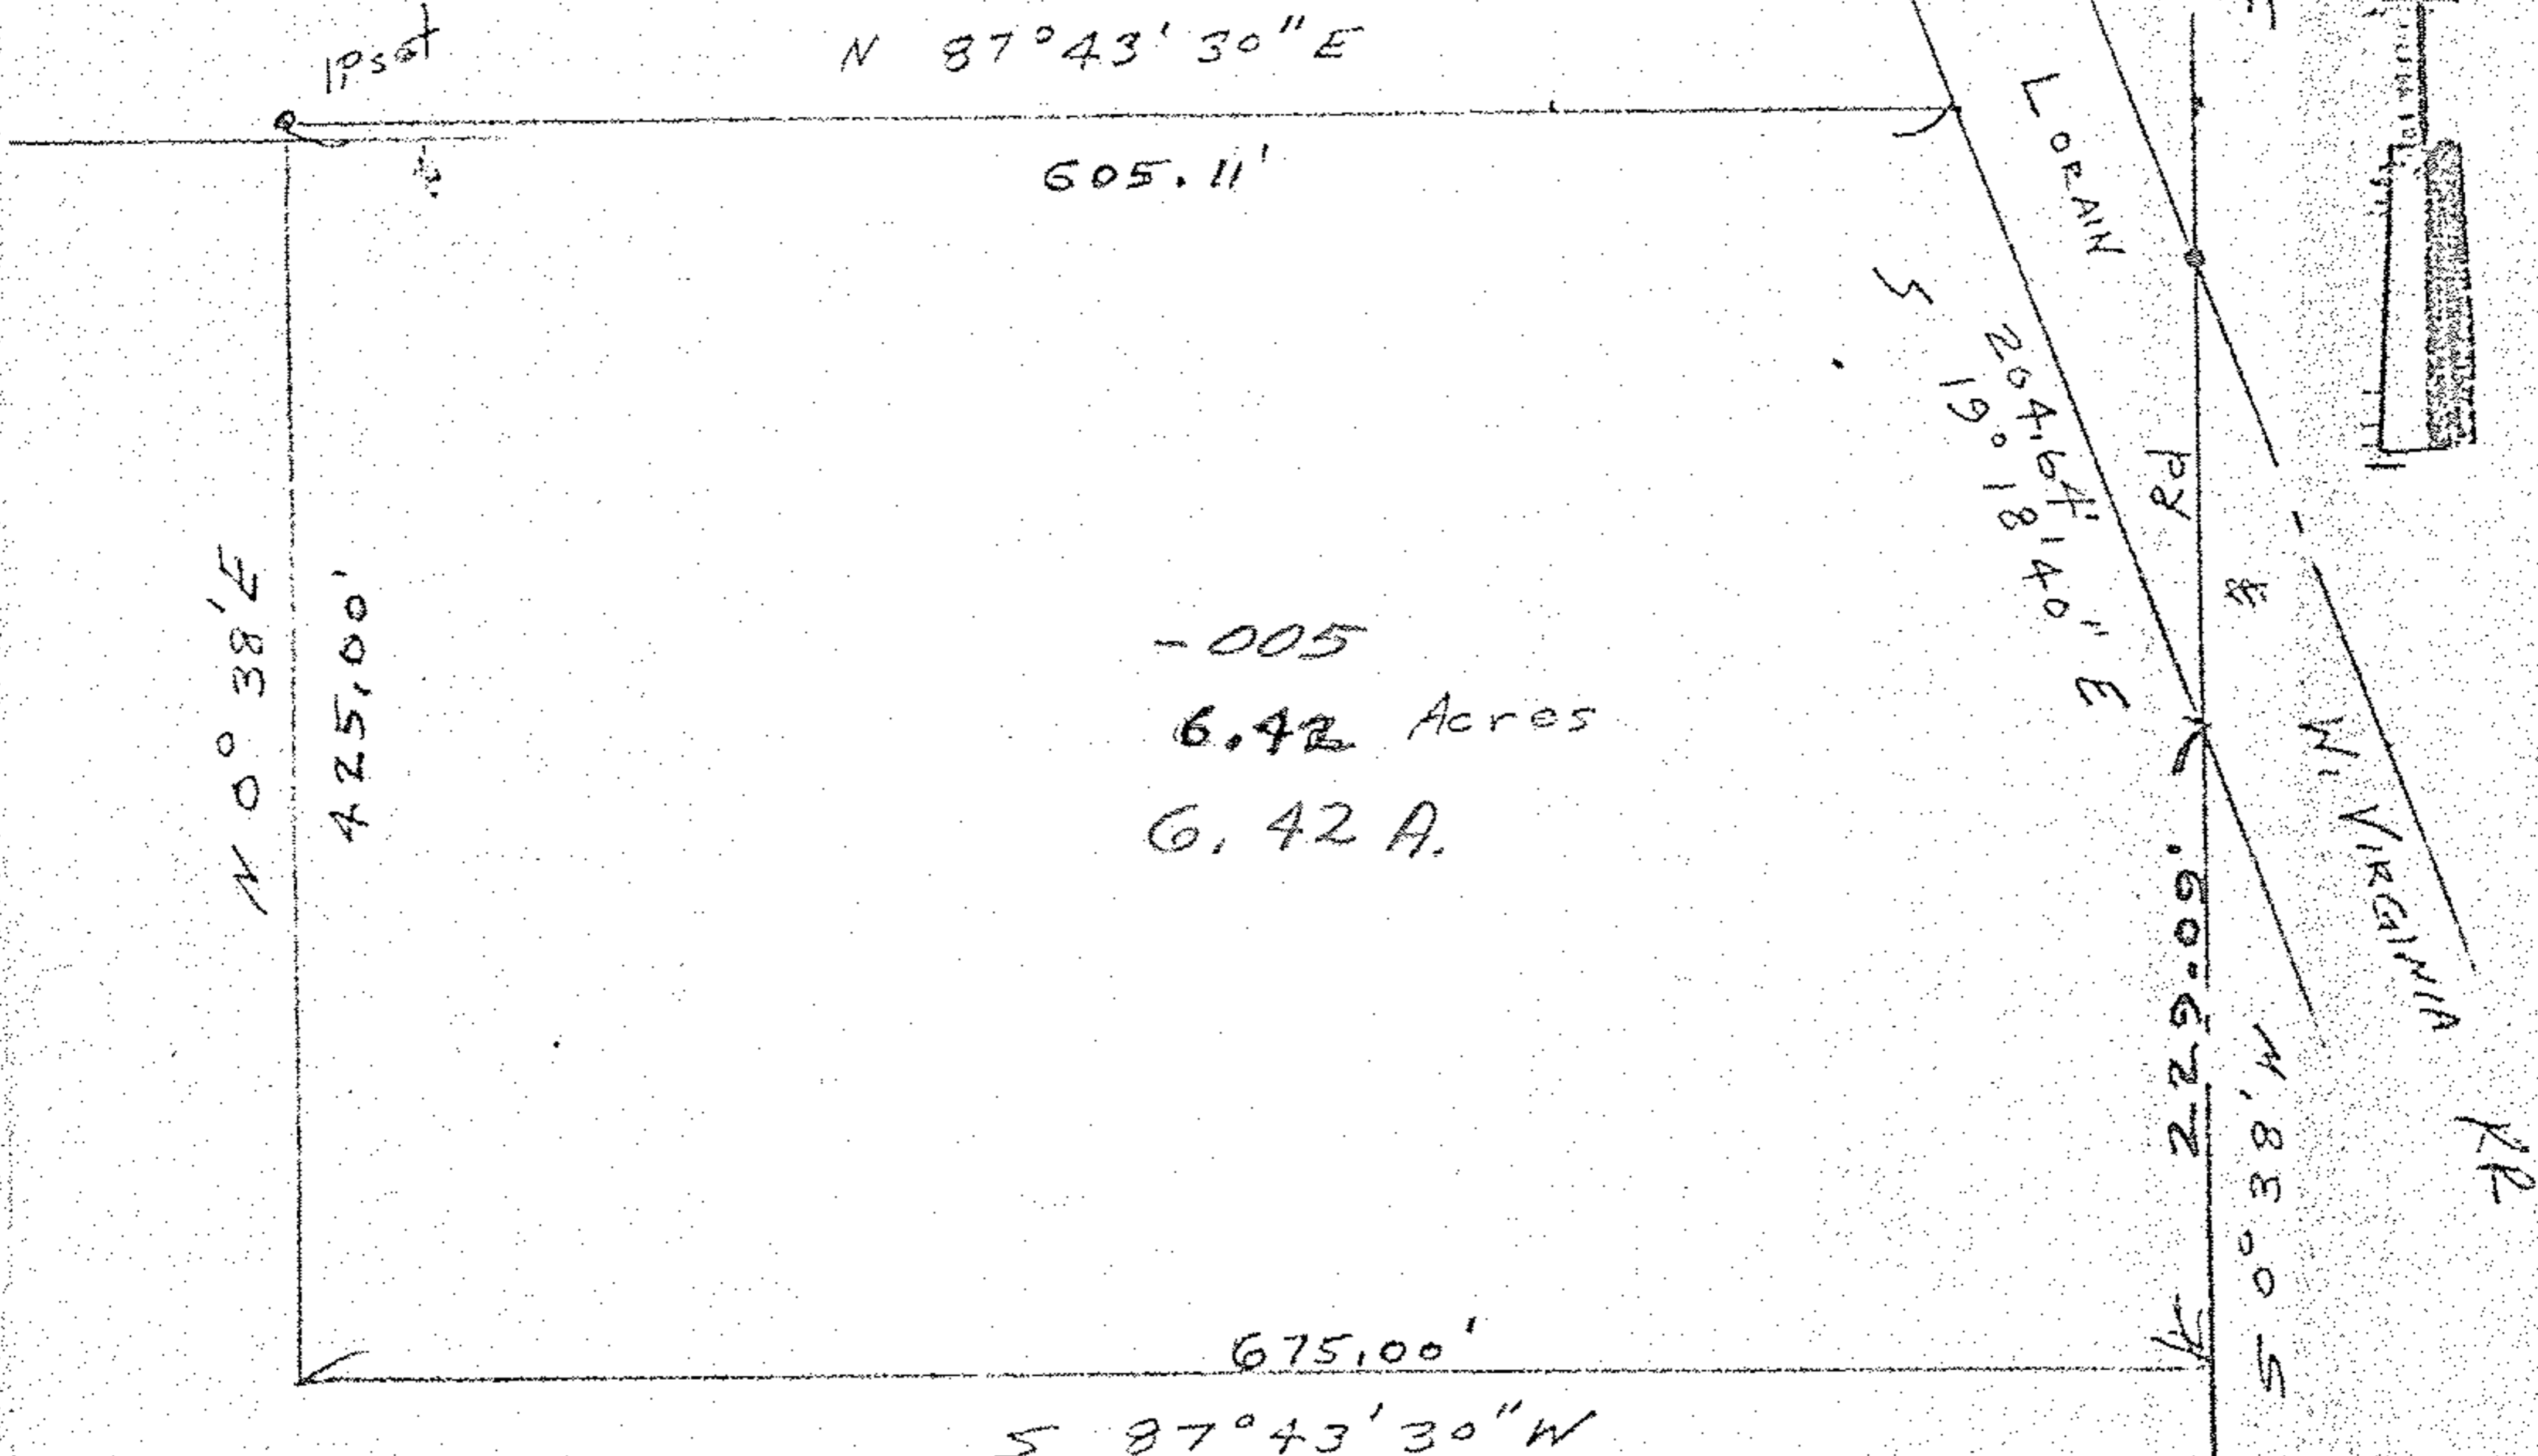 IPset
N 87°43'30"E
605.11'
LORAIN
Rd
&
W. VIRGINIA
RR
S 19°18'40"E
204.64'
N 0°38'E
425.00'
-005
6.42 Acres
6.42 A.
229.09'
S 0°38'W
675.00'
S 87°43'30"W